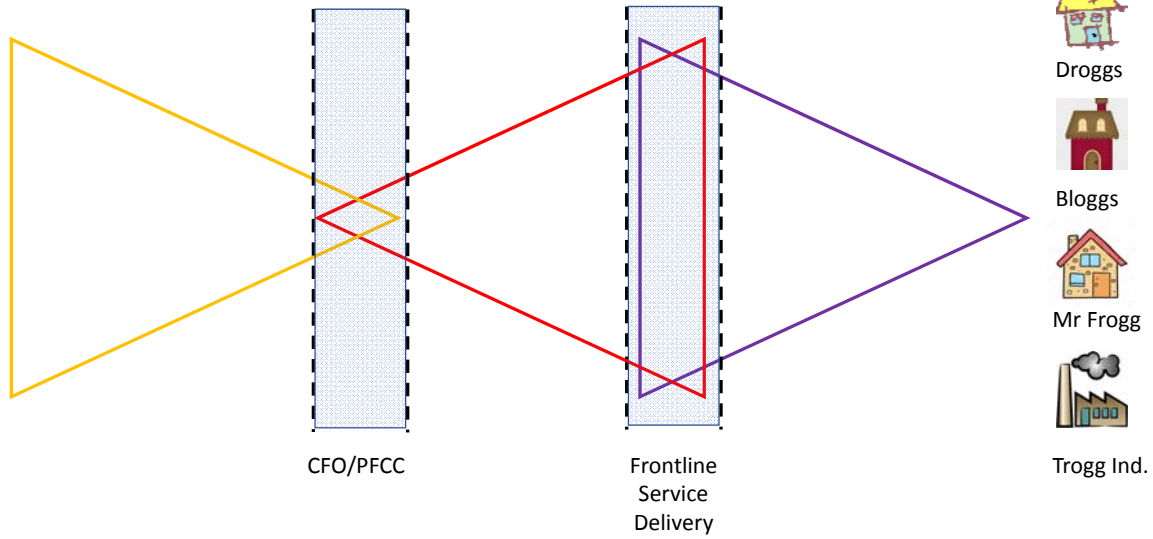 Droggs
Bloggs
Mr Frogg
CFO/PFCC
Frontline
Service
Delivery
Trogg Ind.